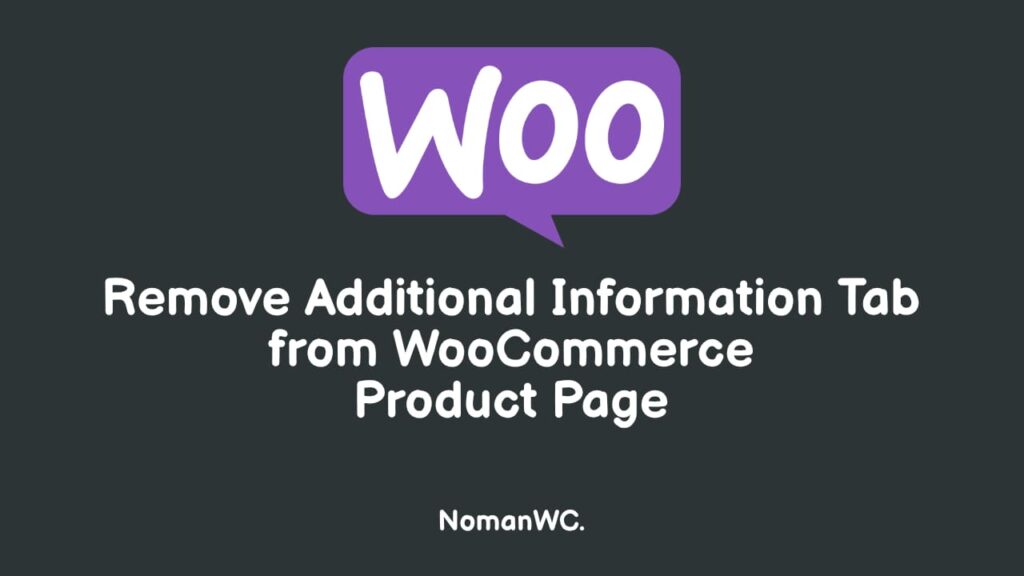 Woo
Remove Additional Information Tab
from WooCommerce
Product Page
NomanWC.